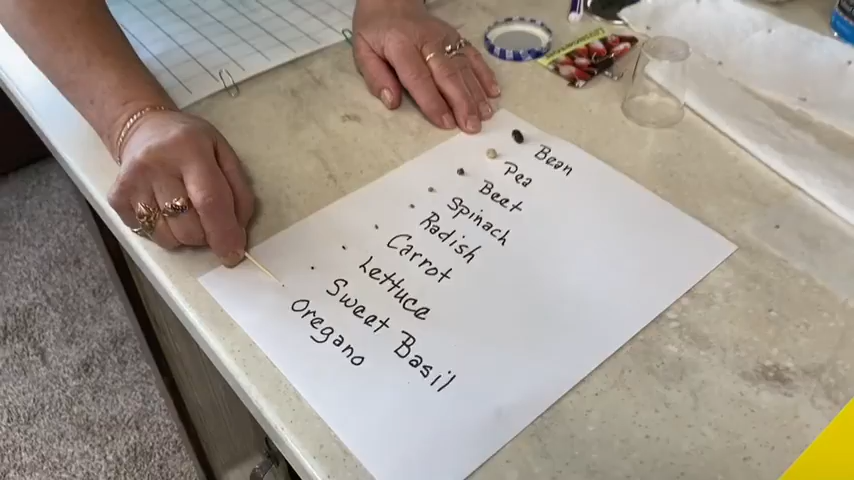 Bean
Pea
Beet
Spinach
Radish
Carrot
Lettuce
Sweet Basil
Oregano